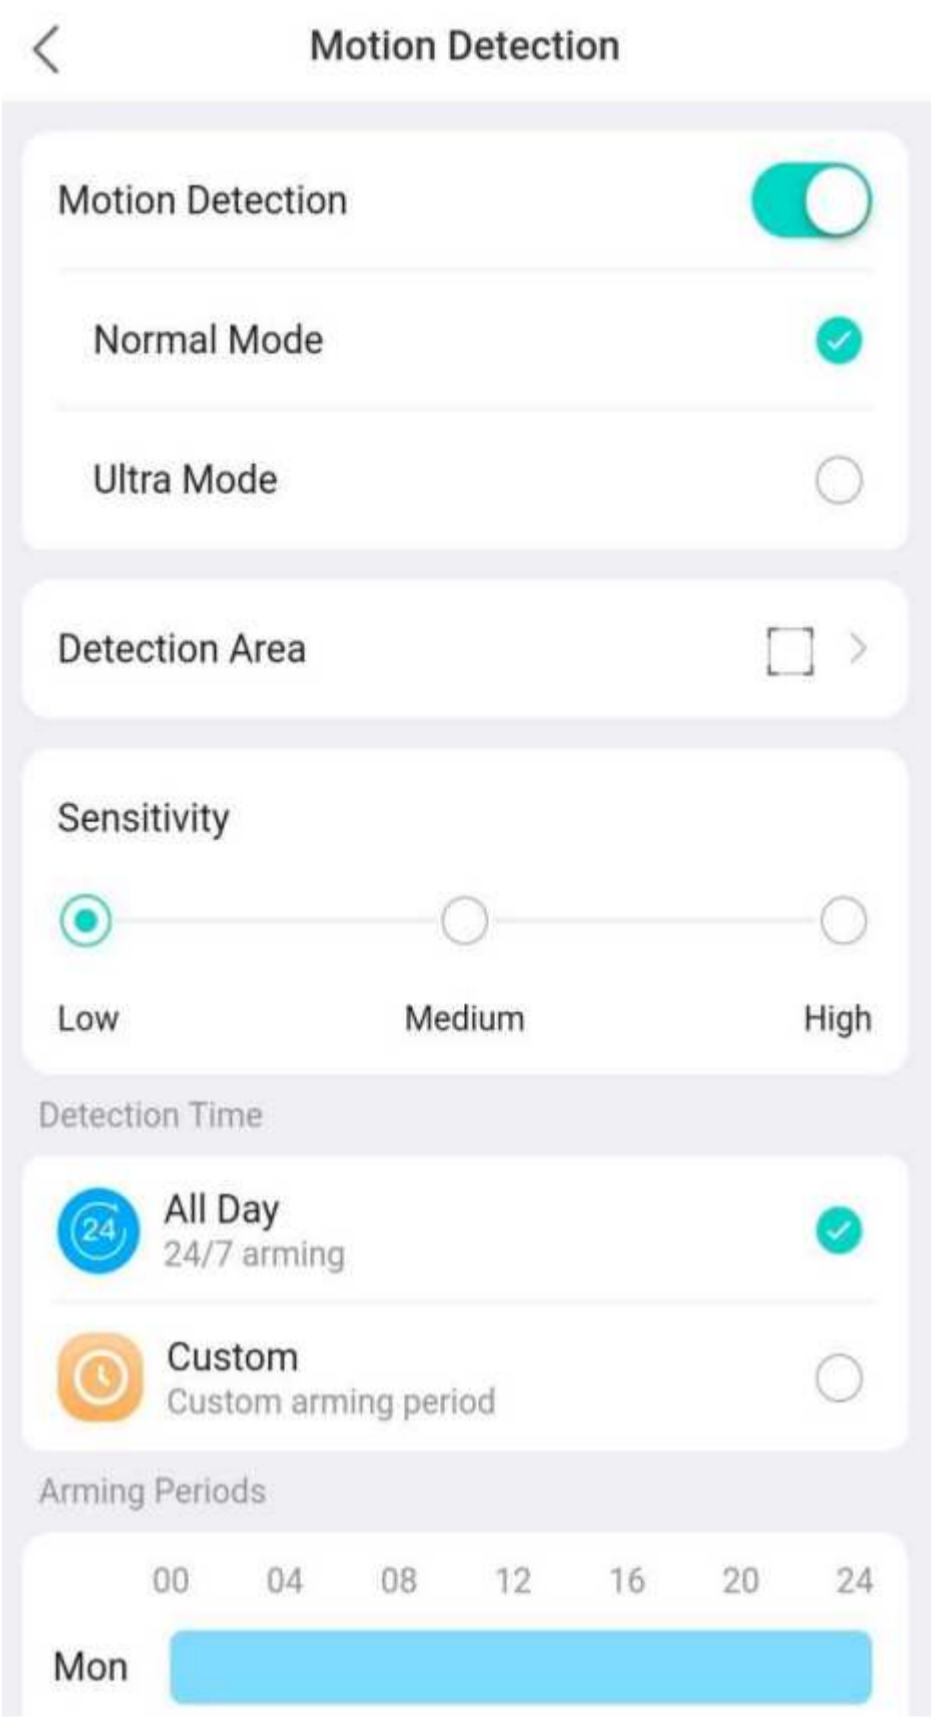 Motion Detection
Motion Detection
Normal Mode
Ultra Mode
Detection Area
Sensitivity
Low Medium High
Detection Time
24
All Day
24/7 arming
Custom
Custom arming period
Arming Periods
00 04 08 12 16 20 24
Mon